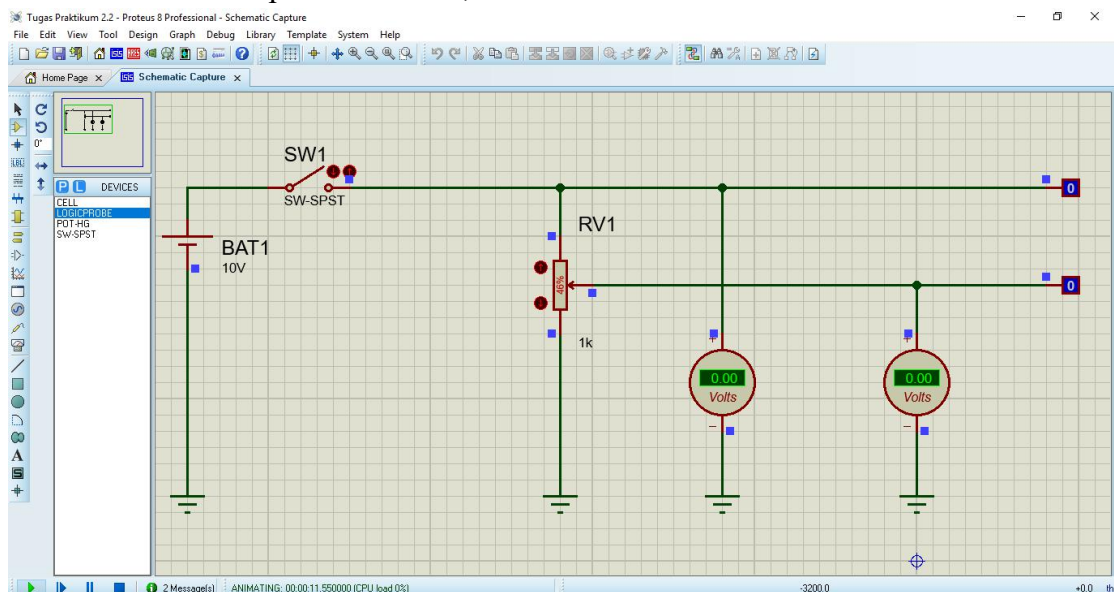 Tugas Praktikum 2.2 - Proteus 8 Professional - Schematic Capture
File Edit View Tool Design Graph Debug Library Template System Help
Home Page x
ISIS Schematic Capture x
0°
P L DEVICES
CELL
LOGICPROBE
POT-HG
SW-SPST
SW1
SW-SPST
0
RV1
BAT1
10V
46%
0
1k
+
+
0.00
Volts
0.00
Volts
2 Message(s) ANIMATING: 00:00:11.550000 (CPU load 0%) -3200.0 +0.0 th